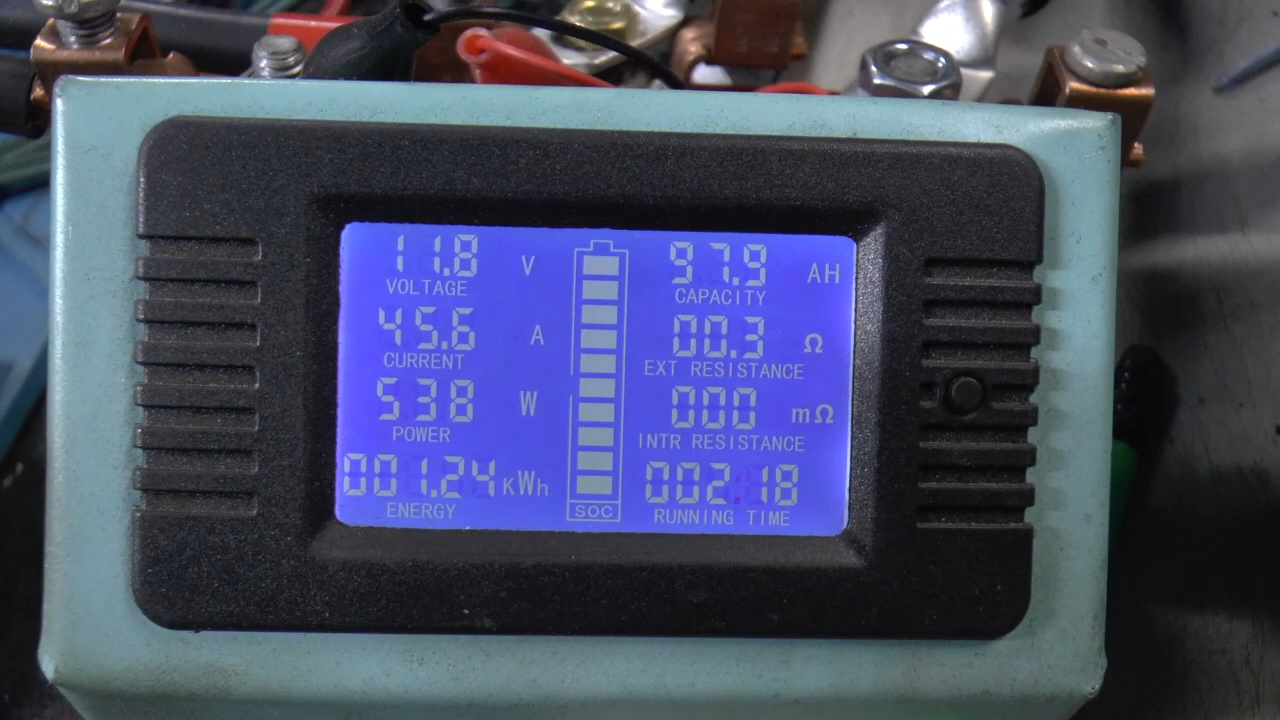 11.8 V
VOLTAGE
45.6 A
CURRENT
538 W
POWER
001.24 KWh
ENERGY
SOC
97.9 AH
CAPACITY
00.3 Ω
EXT RESISTANCE
000 mΩ
INTR RESISTANCE
002:18
RUNNING TIME